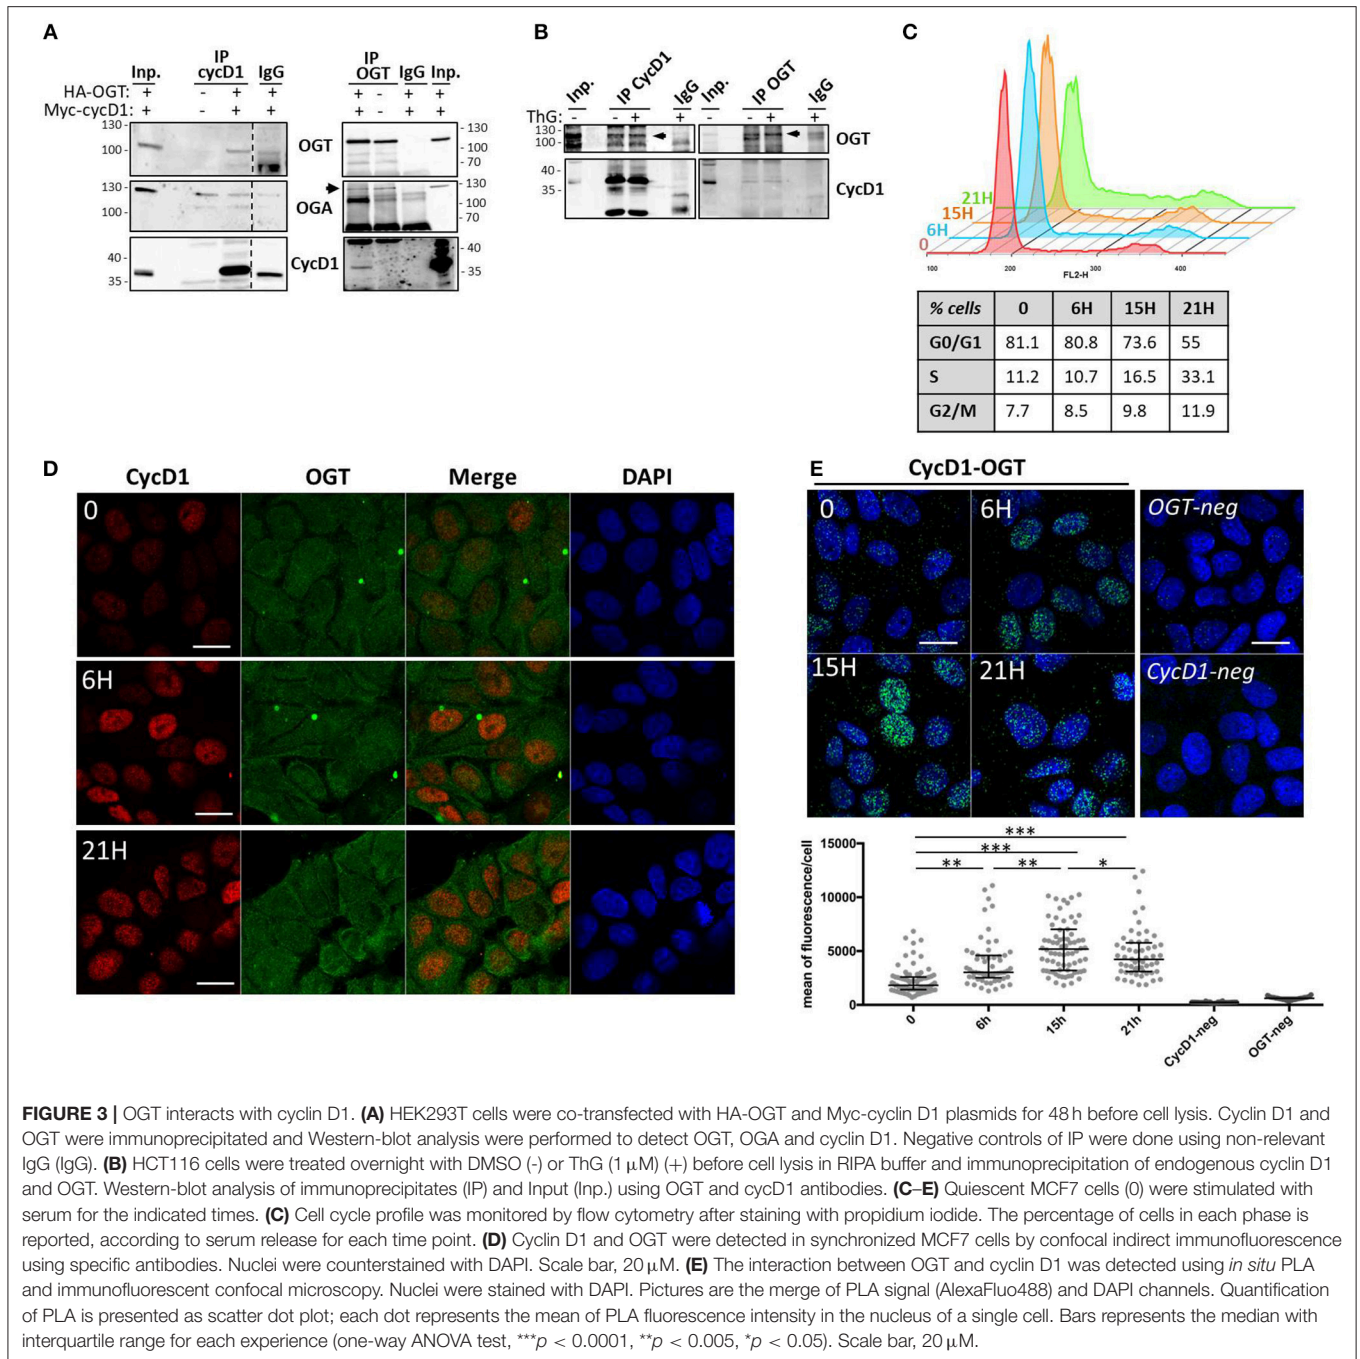 A
IP
Inp. cycD1 IgG
HA-OGT: + - + +
Myc-cycD1: + - + +
130 -
100 -
130 -
100 -
40 -
35 -
IP
OGT IgG Inp.
+ - + +
+ - + +
OGT
- 130
- 100
- 70
OGA
- 130
- 100
- 70
CycD1
- 40
- 35
B
Inp. IP CycD1 IgG Inp. IP OGT IgG
ThG: - - + + - - + +
130 -
100 -
OGT
40 -
35 -
CycD1
C
21H
15H
6H
0
100 200 300 400
FL2-H
% cells 0 6H 15H 21H
G0/G1 81.1 80.8 73.6 55
S 11.2 10.7 16.5 33.1
G2/M 7.7 8.5 9.8 11.9
D
CycD1 OGT Merge DAPI
0
6H
21H
E
CycD1-OGT
0 6H OGT-neg
15H 21H CycD1-neg
***
***
** ** *
mean of fluorescence/cell
15000
10000
5000
0
0 6h 15h 21h CycD1-neg OGT-neg
FIGURE 3 | OGT interacts with cyclin D1. (A) HEK293T cells were co-transfected with HA-OGT and Myc-cyclin D1 plasmids for 48 h before cell lysis. Cyclin D1 and
OGT were immunoprecipitated and Western-blot analysis were performed to detect OGT, OGA and cyclin D1. Negative controls of IP were done using non-relevant
IgG (IgG). (B) HCT116 cells were treated overnight with DMSO (-) or ThG (1 μM) (+) before cell lysis in RIPA buffer and immunoprecipitation of endogenous cyclin D1
and OGT. Western-blot analysis of immunoprecipitates (IP) and Input (Inp.) using OGT and cycD1 antibodies. (C–E) Quiescent MCF7 cells (0) were stimulated with
serum for the indicated times. (C) Cell cycle profile was monitored by flow cytometry after staining with propidium iodide. The percentage of cells in each phase is
reported, according to serum release for each time point. (D) Cyclin D1 and OGT were detected in synchronized MCF7 cells by confocal indirect immunofluorescence
using specific antibodies. Nuclei were counterstained with DAPI. Scale bar, 20 μM. (E) The interaction between OGT and cyclin D1 was detected using in situ PLA
and immunofluorescent confocal microscopy. Nuclei were stained with DAPI. Pictures are the merge of PLA signal (AlexaFluo488) and DAPI channels. Quantification
of PLA is presented as scatter dot plot; each dot represents the mean of PLA fluorescence intensity in the nucleus of a single cell. Bars represents the median with
interquartile range for each experience (one-way ANOVA test, ***p < 0.0001, **p < 0.005, *p < 0.05). Scale bar, 20 μM.